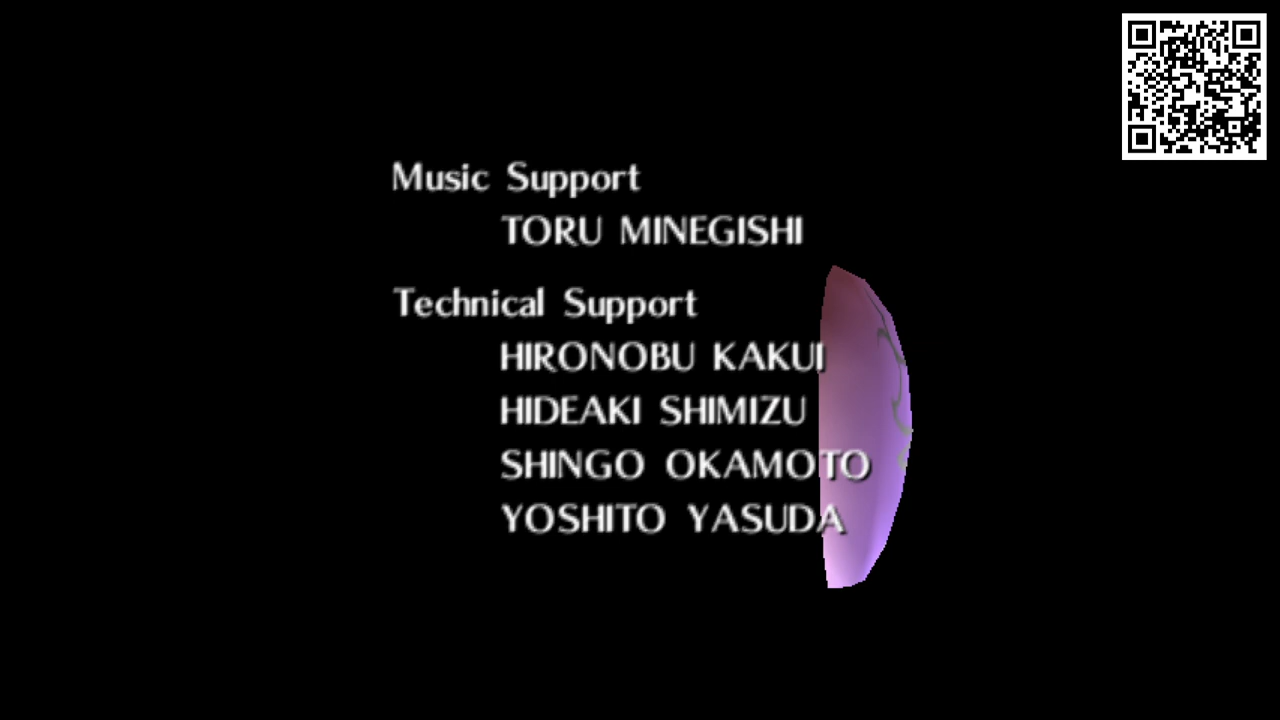 Music Support
TORU MINEGISHI
Technical Support
HIRONOBU KAKUI
HIDEAKI SHIMIZU
SHINGO OKAMOTO
YOSHITO YASUDA